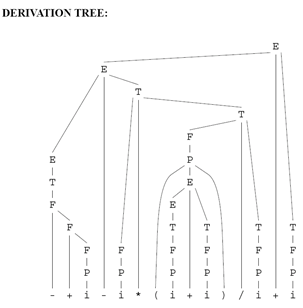 DERIVATION TREE:
E
E
T
T
F
E P
T E
F E T
F T F T T
F F F P F F
P P P i P P
- + i - i * ( i + i ) / i + i